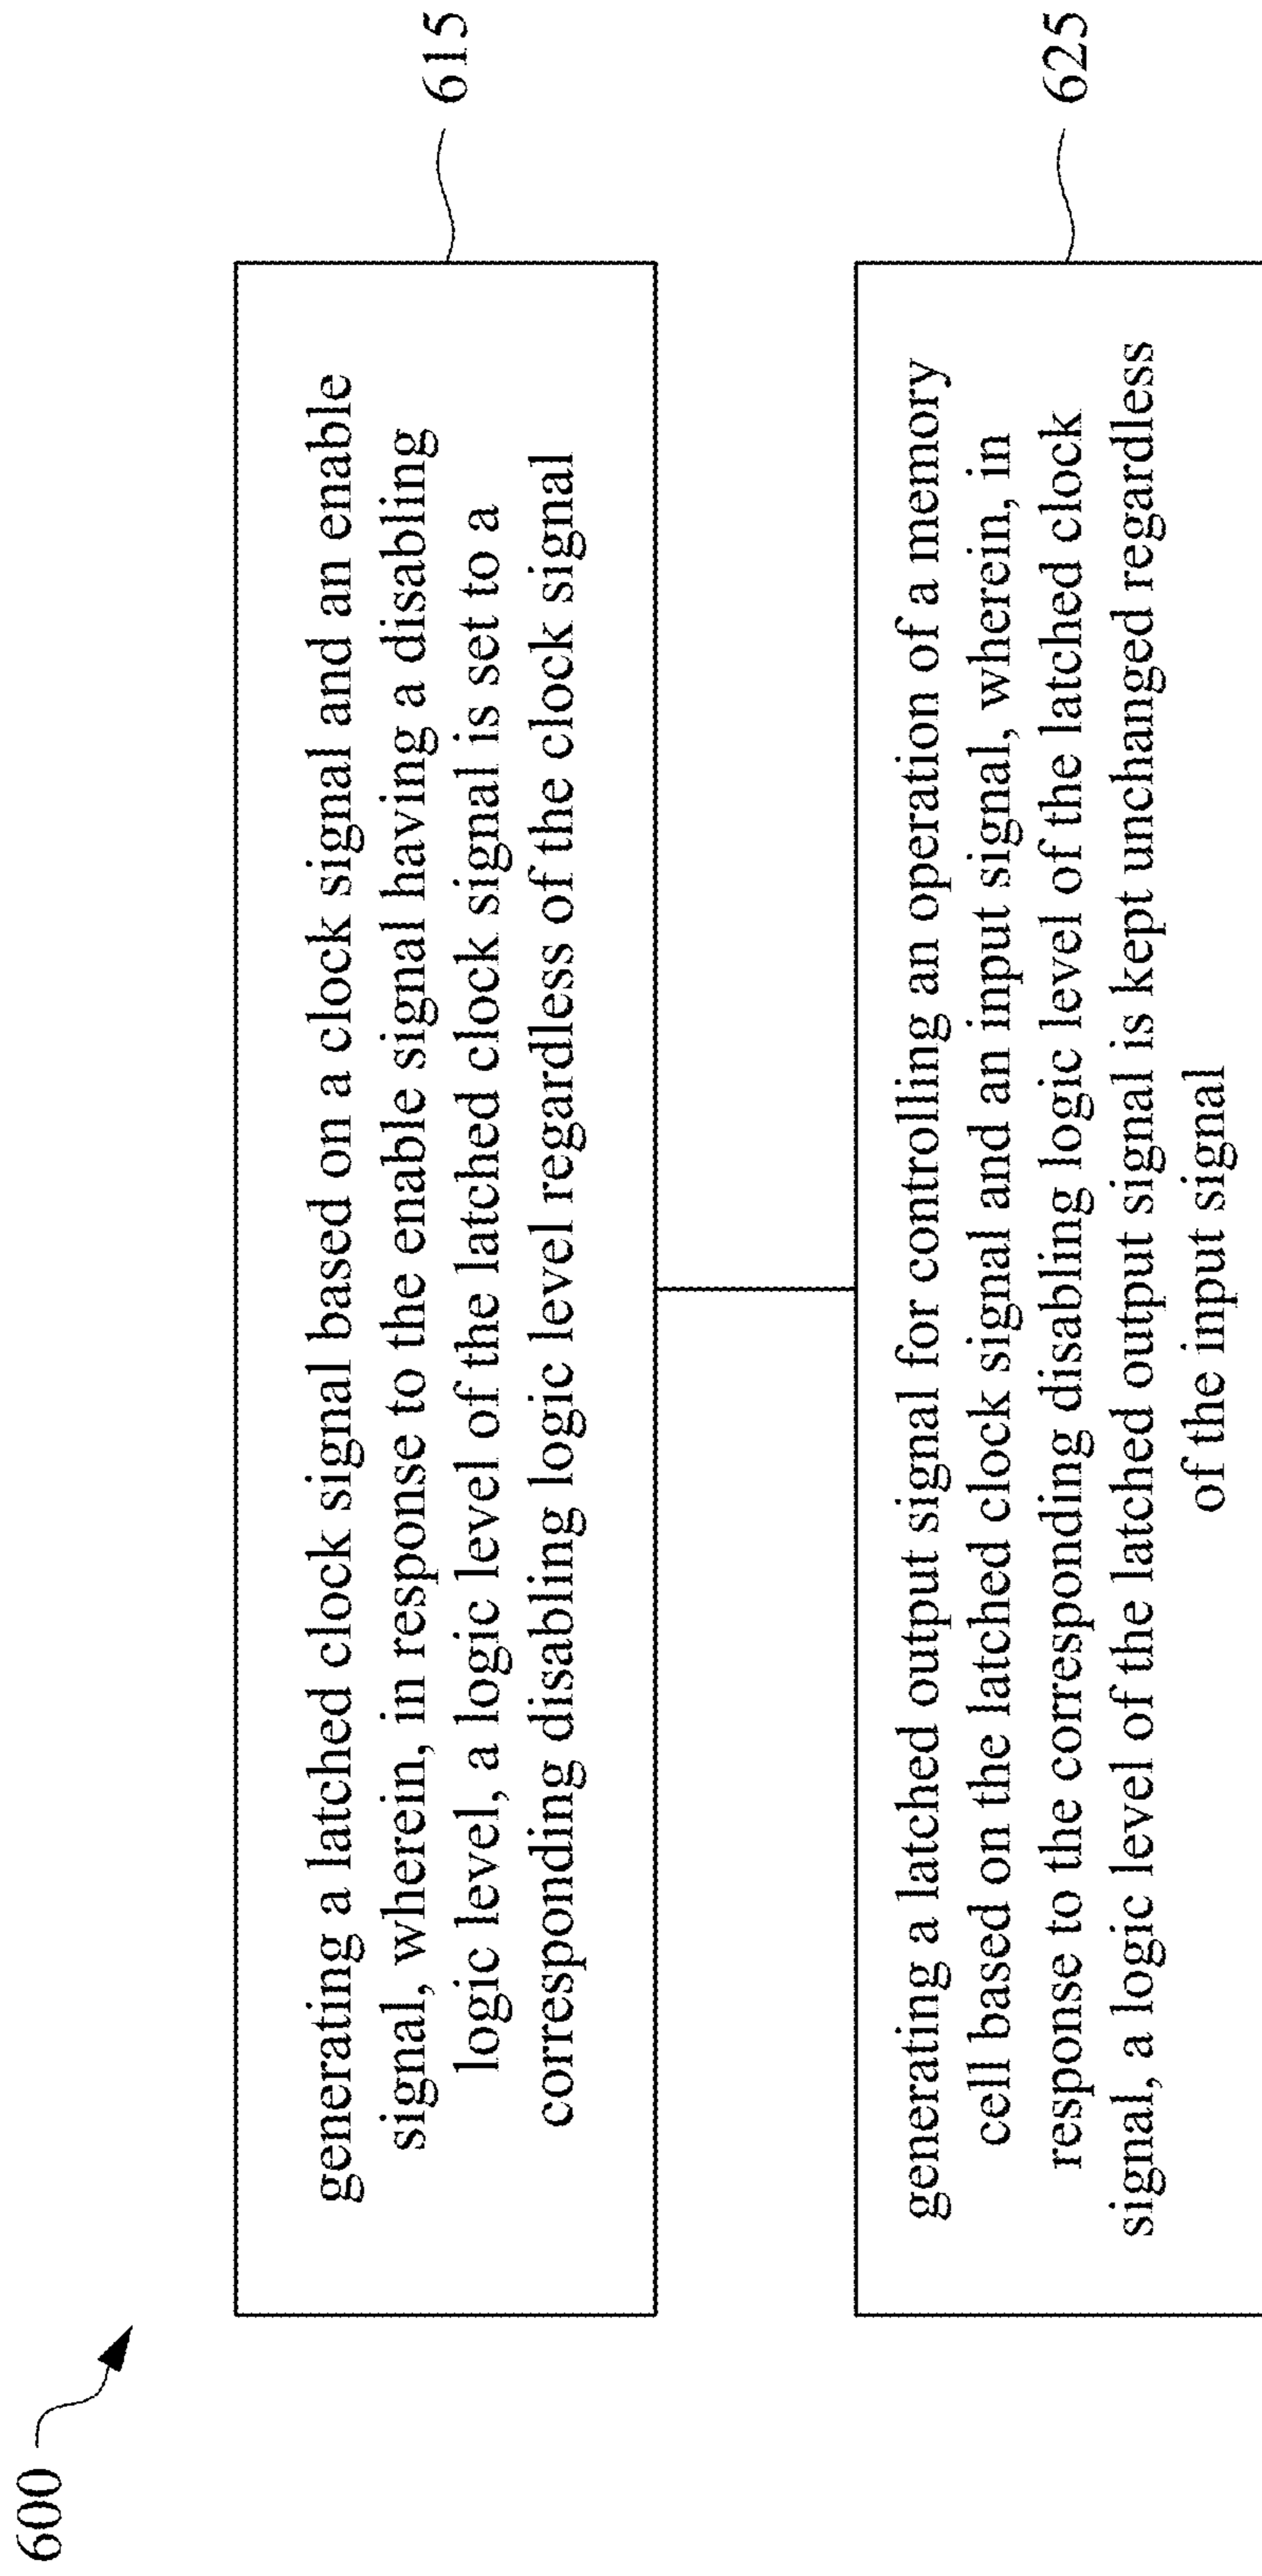 600
generating a latched clock signal based on a clock signal and an enable
signal, wherein, in response to the enable signal having a disabling
logic level, a logic level of the latched clock signal is set to a
corresponding disabling logic level regardless of the clock signal
615
generating a latched output signal for controlling an operation of a memory
cell based on the latched clock signal and an input signal, wherein, in
response to the corresponding disabling logic level of the latched clock
signal, a logic level of the latched output signal is kept unchanged regardless
of the input signal
625